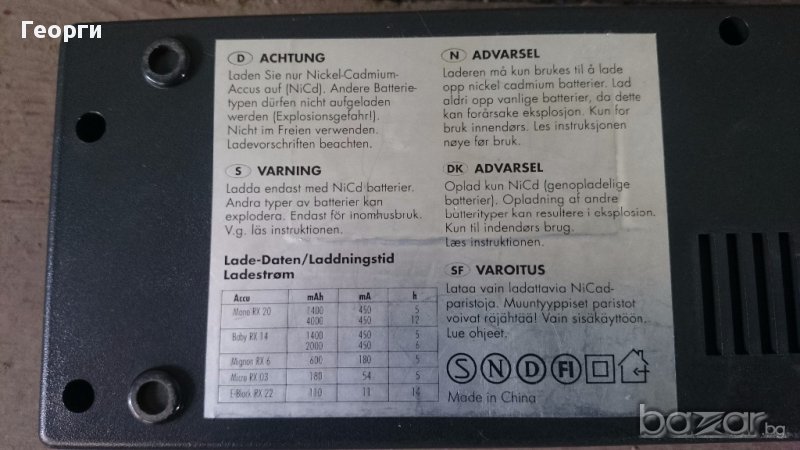 Георги
D ACHTUNG
Laden Sie nur Nickel-Cadmium-
Accus auf (NiCd). Andere Batterie-
typen dürfen nicht aufgeladen
werden (Explosionsgefahr!).
Nicht im Freien verwenden.
Ladevorschriften beachten.
S VARNING
Ladda endast med NiCd batterier.
Andra typer av batterier kan
explodera. Endast för inomhusbruk.
V.g. läs instruktionen.
Lade-Daten/Laddningstid
Ladestrøm
Accu mAh mA h
Mono RX 20 1400 450 5
4000 450 12
Baby RX 14 1400 450 5
2000 450 6
Mignon RX 6 600 180 5
Micro RX 03 180 54 5
E-Block RX 22 110 11 14
N ADVARSEL
Laderen må kun brukes til å lade
opp nickel cadmium batterier. Lad
aldri opp vanlige batterier, da dette
kan forårsake eksplosjon. Kun for
bruk innendørs. Les instruksjonen
nøye før bruk.
DK ADVARSEL
Oplad kun NiCd (genopladelige
batterier). Opladning af andre
batterityper kan resultere i eksplosion.
Kun til indendørs brug.
Læs instruktionen.
SF VAROITUS
Lataa vain ladattavia NiCad-
paristoja. Muuntyyppiset paristot
voivat räjähtää! Vain sisäkäyttöön.
Lue ohjeet.
S N D FI
Made in China
bazar.bg